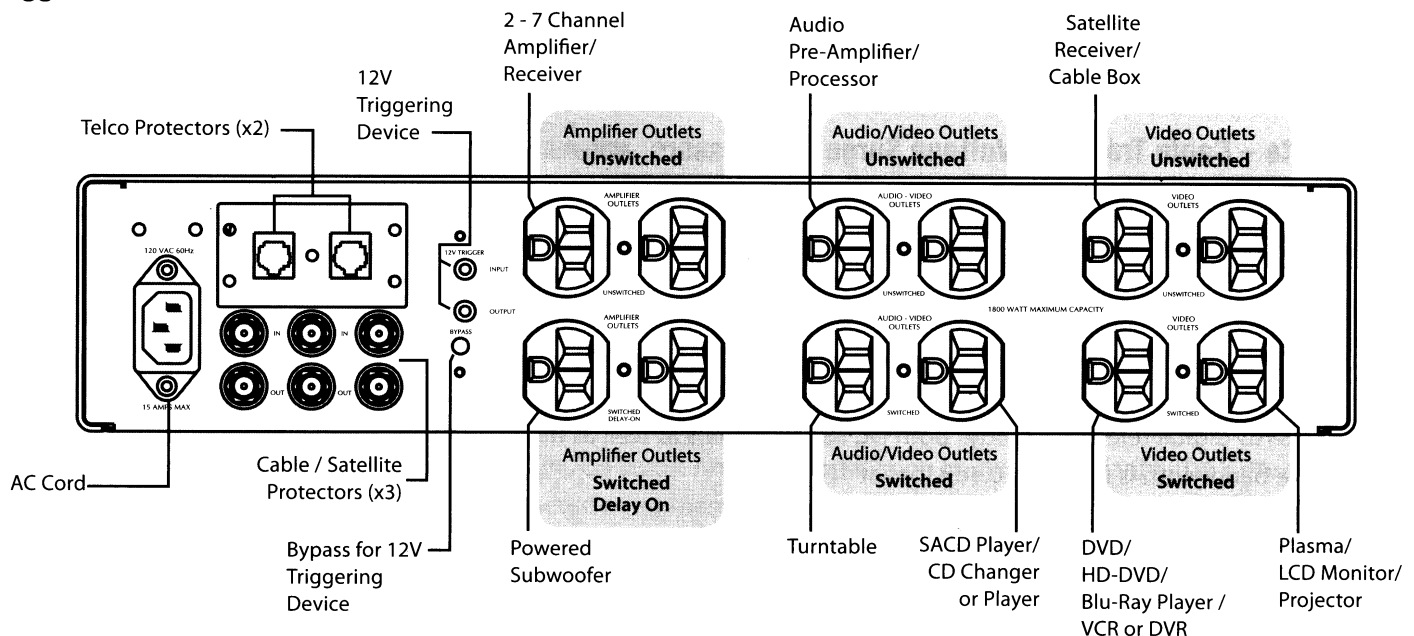 2 - 7 Channel
Amplifier/
Receiver
Audio
Pre-Amplifier/
Processor
Satellite
Receiver/
Cable Box
12V
Triggering
Device
Telco Protectors (x2)
Amplifier Outlets
Unswitched
Audio/Video Outlets
Unswitched
Video Outlets
Unswitched
AMPLIFIER
OUTLETS
AUDIO - VIDEO
OUTLETS
VIDEO
OUTLETS
120 VAC 60Hz
12V TRIGGER
INPUT
UNSWITCHED
UNSWITCHED
UNSWITCHED
OUTPUT
1800 WATT MAXIMUM CAPACITY
AMPLIFIER
OUTLETS
AUDIO - VIDEO
OUTLETS
VIDEO
OUTLETS
BYPASS
IN
IN
OUT
OUT
15 AMPS MAX
SWITCHED
DELAY-ON
SWITCHED
SWITCHED
AC Cord
Cable / Satellite
Protectors (x3)
Amplifier Outlets
Switched
Delay On
Audio/Video Outlets
Switched
Video Outlets
Switched
Bypass for 12V
Triggering
Device
Powered
Subwoofer
Turntable
SACD Player/
CD Changer
or Player
DVD/
HD-DVD/
Blu-Ray Player /
VCR or DVR
Plasma/
LCD Monitor/
Projector